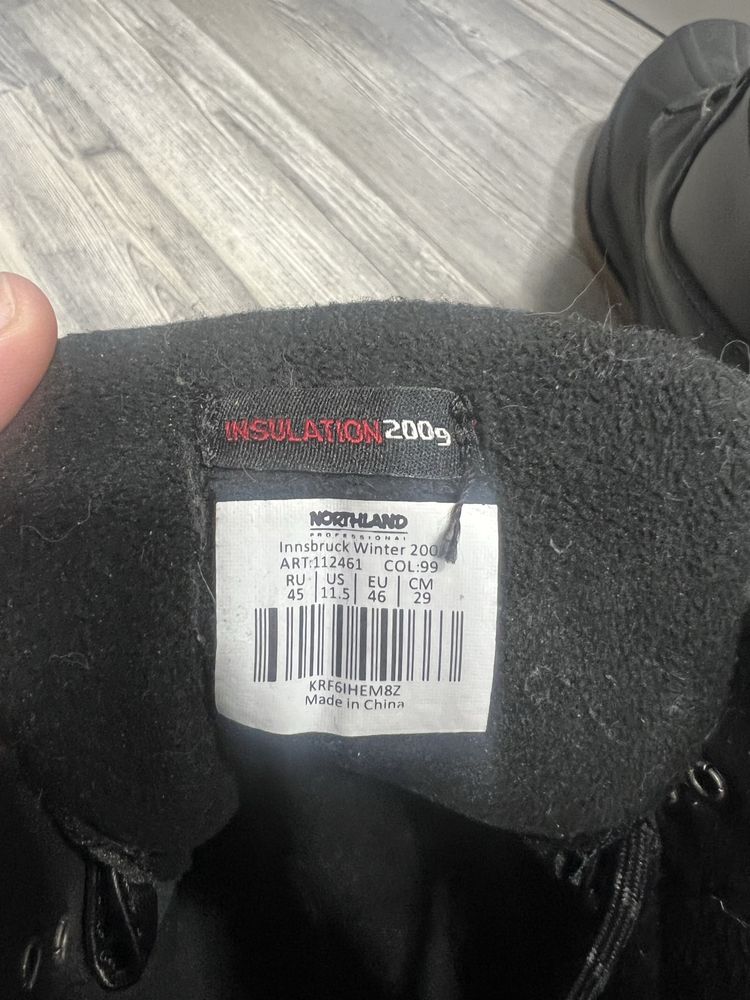 INSULATION200g
NORTHLAND
PROFESSIONAL
Innsbruck Winter 200
ART:112461 COL:99
RU US EU CM
45 11.5 46 29
KRF6IHEM8Z
Made in China